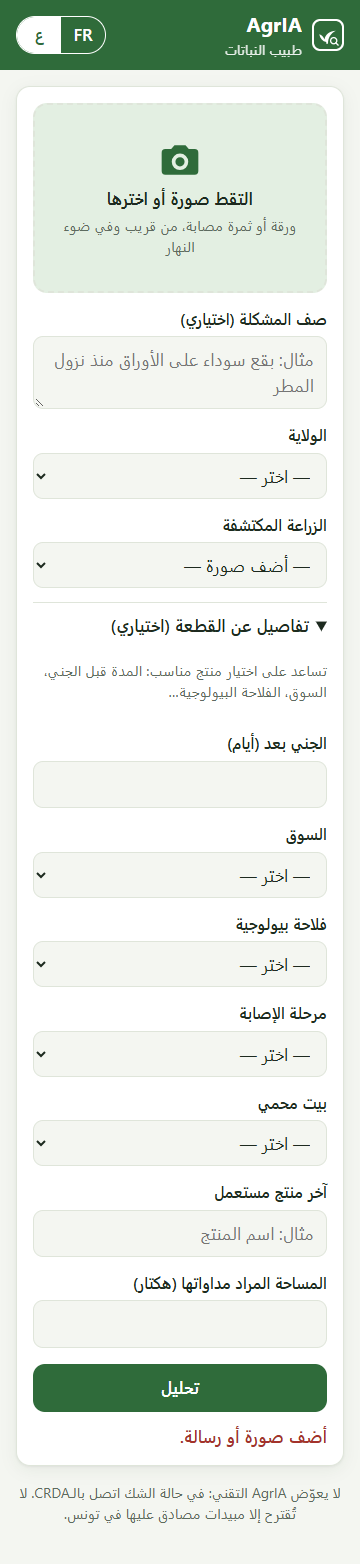 AgrIA
طبيب النباتات
FR
ع
التقط صورة أو اخترها
ورقة أو ثمرة مصابة، من قريب وفي ضوء
النهار
صف المشكلة (اختياري)
مثال: بقع سوداء على الأوراق منذ نزول
المطر
الولاية
— اختر —
الزراعة المكتشفة
— أضف صورة —
▼ تفاصيل عن القطعة (اختياري)
تساعد على اختيار منتج مناسب: المدة قبل الجني،
السوق، الفلاحة البيولوجية...
الجني بعد (أيام)
السوق
— اختر —
فلاحة بيولوجية
— اختر —
مرحلة الإصابة
— اختر —
بيت محمي
— اختر —
آخر منتج مستعمل
مثال: اسم المنتج
المساحة المراد مداواتها (هكتار)
تحليل
أضف صورة أو رسالة.
لا يعوّض AgrIA التقني: في حالة الشك اتصل بالـCRDA. لا
تُقترح إلا مبيدات مصادق عليها في تونس.